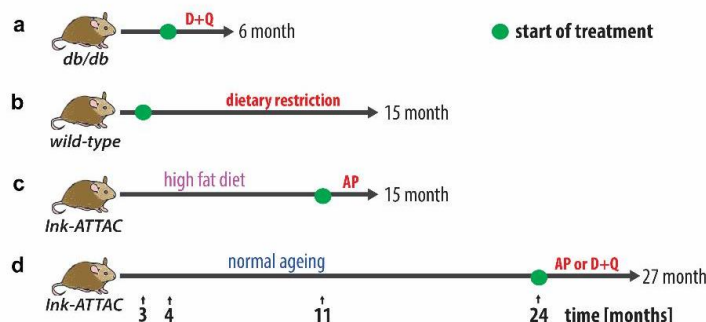 a D+Q 6 month start of treatment
db/db
b dietary restriction 15 month
wild-type
c high fat diet AP 15 month
Ink-ATTAC
d normal ageing AP or D+Q 27 month
Ink-ATTAC 3 4 11 24 time [months]